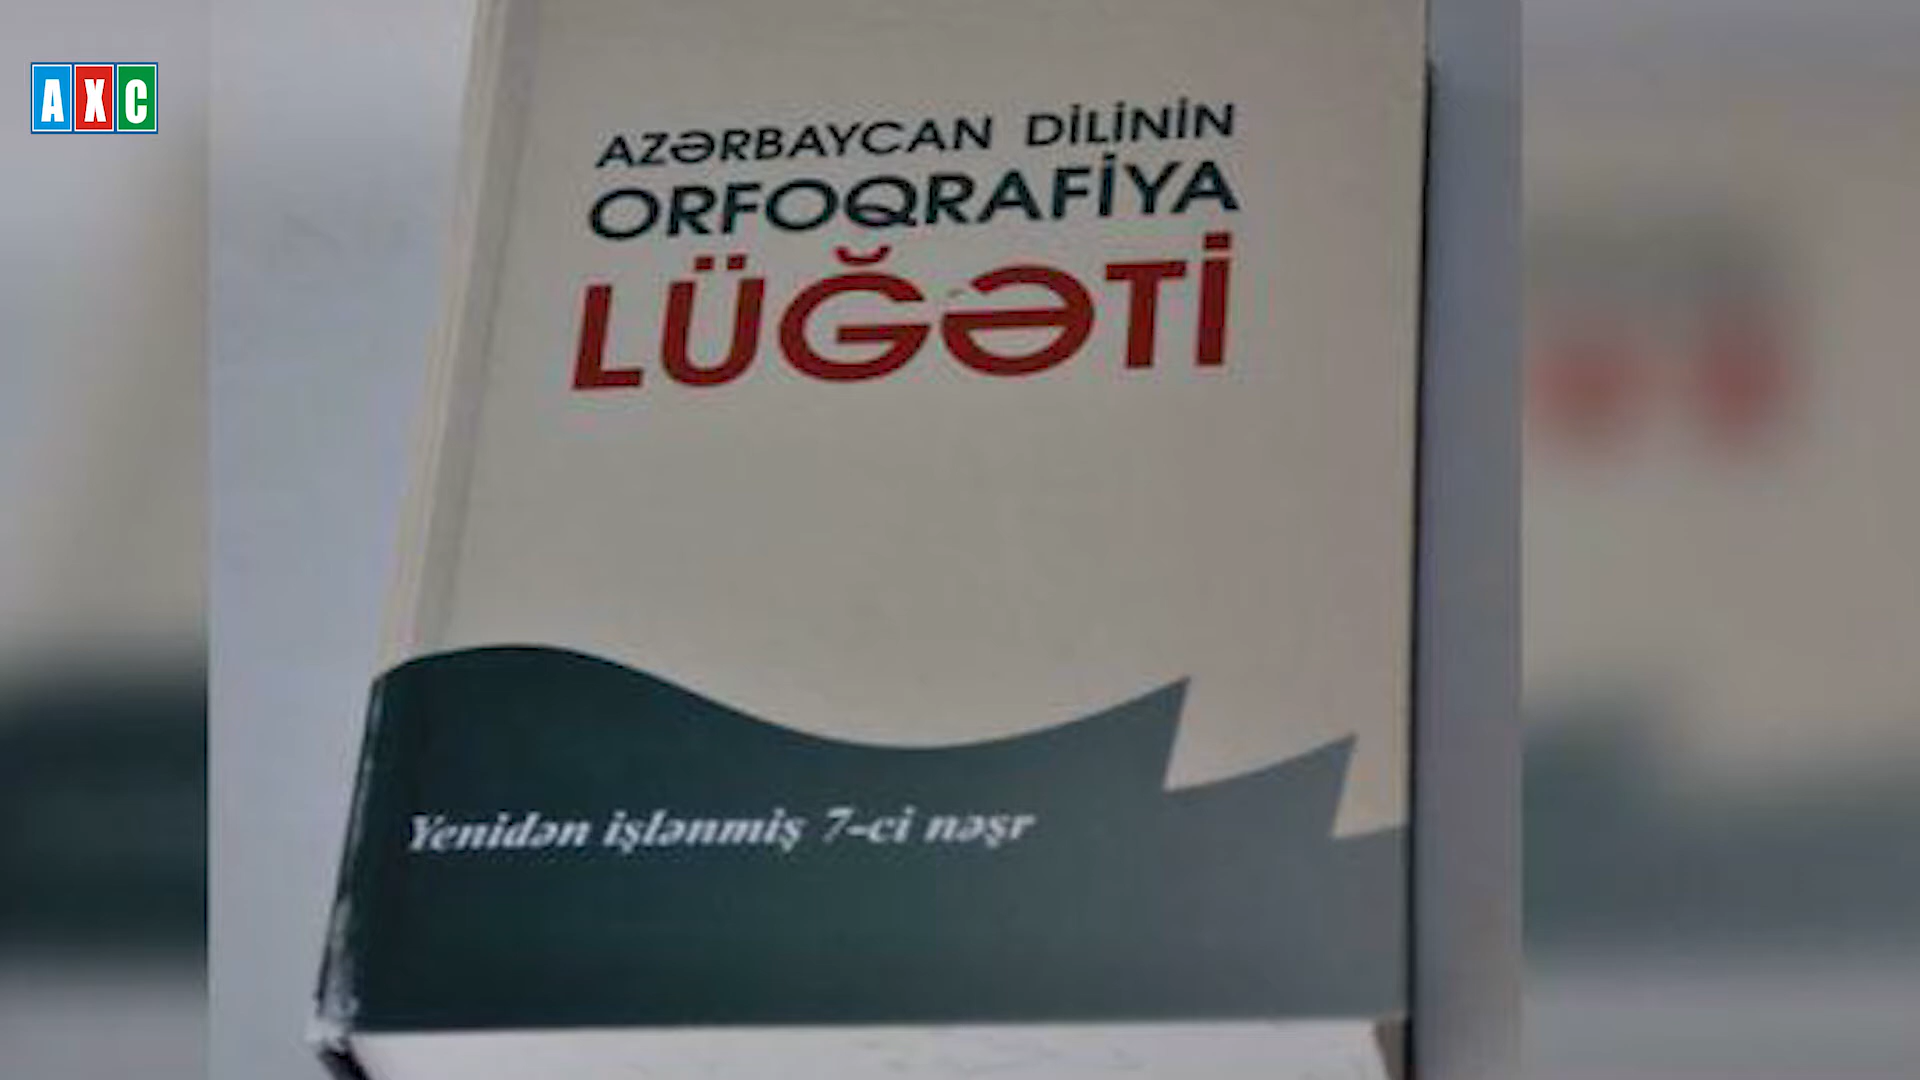 AXC
AZƏRBAYCAN DİLİNİN
ORFOQRAFİYA
LÜĞƏTİ
Yenidən işlənmiş 7-ci nəşr